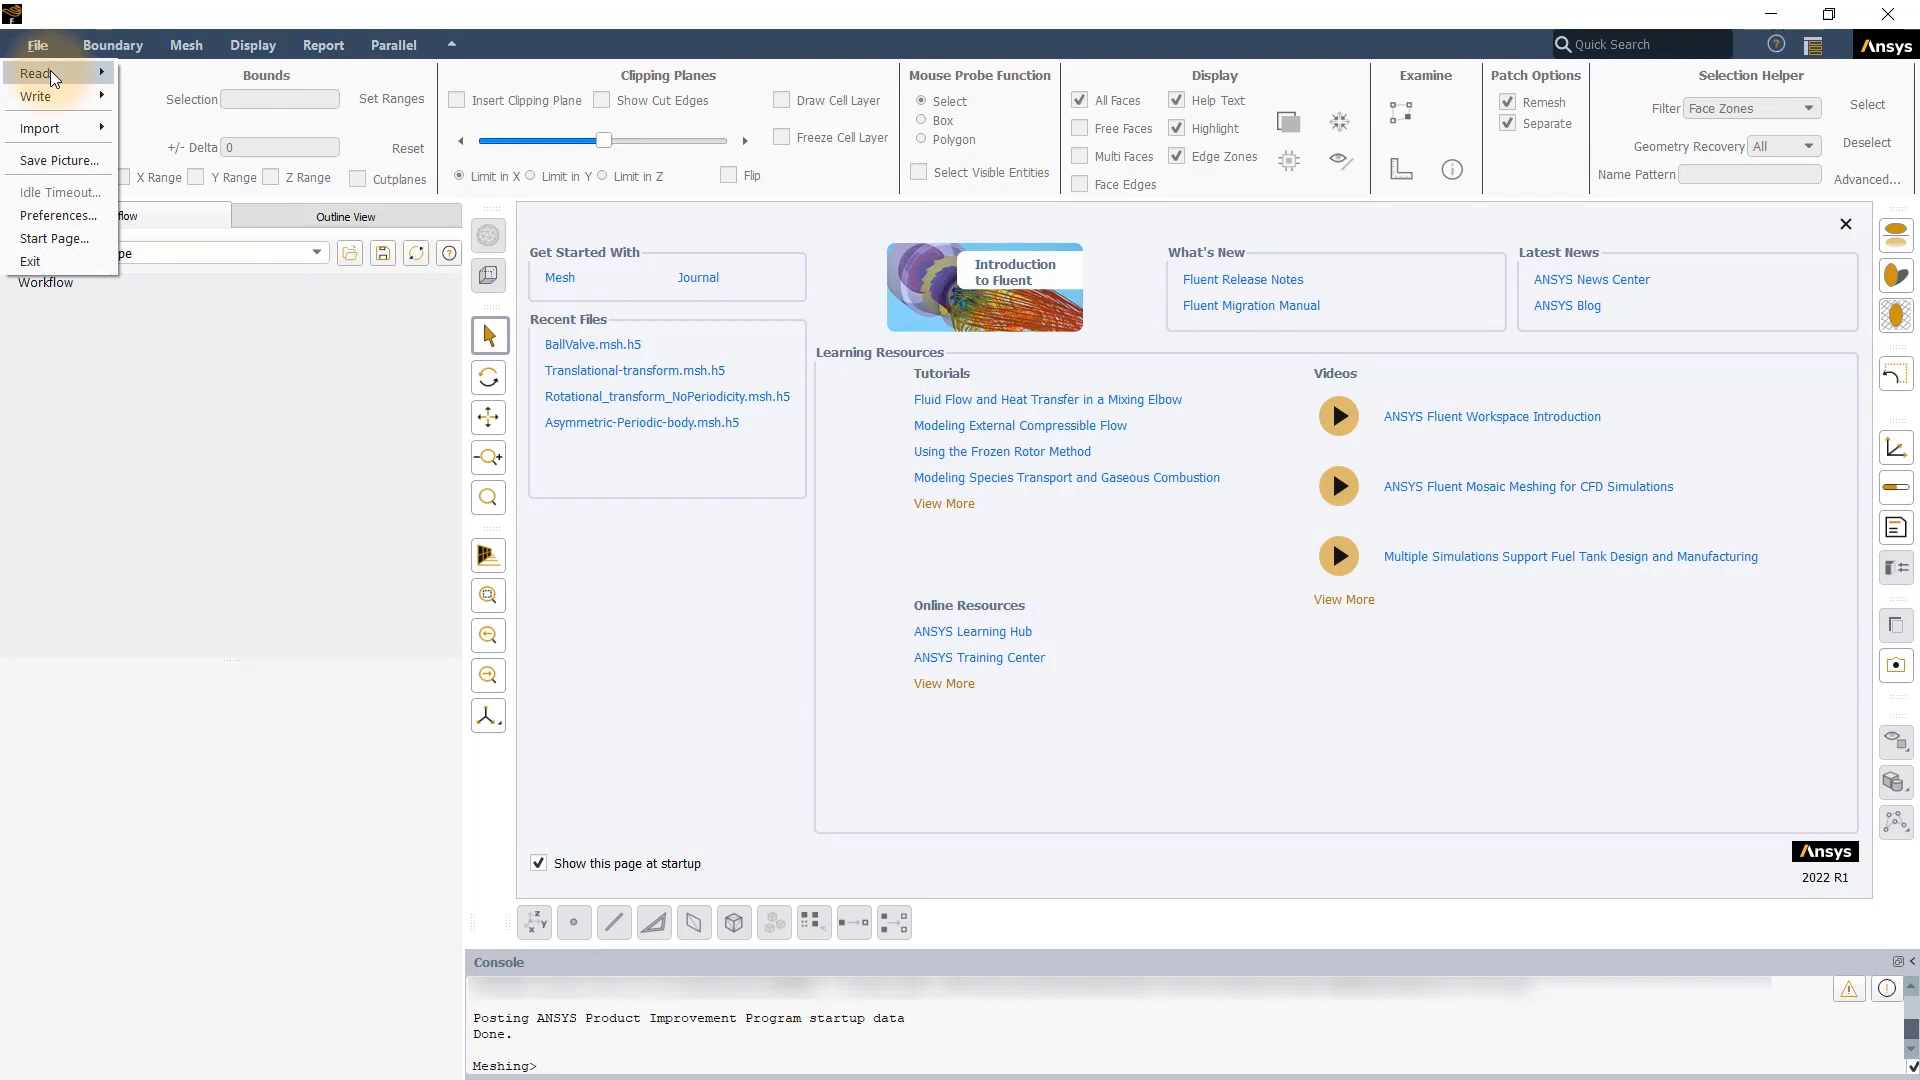 File Boundary Mesh Display Report Parallel
Quick Search
Ansys
Read
Write
Import
Save Picture...
Idle Timeout...
Preferences...
Start Page...
Exit
Bounds
Selection Set Ranges
+/- Delta 0 Reset
X Range Y Range Z Range Cutplanes
Clipping Planes
Insert Clipping Plane Show Cut Edges Draw Cell Layer
Freeze Cell Layer
Limit in X Limit in Y Limit in Z Flip
Mouse Probe Function
Select
Box
Polygon
Select Visible Entities
Display
All Faces Help Text
Free Faces Highlight
Multi Faces Edge Zones
Face Edges
Examine
Patch Options
Remesh
Separate
Selection Helper
Filter Face Zones Select
Geometry Recovery All Deselect
Name Pattern Advanced...
flow Outline View
pe
Workflow
Get Started With
Mesh Journal
Recent Files
BallValve.msh.h5
Translational-transform.msh.h5
Rotational_transform_NoPeriodicity.msh.h5
Asymmetric-Periodic-body.msh.h5
Introduction
to Fluent
What's New
Fluent Release Notes
Fluent Migration Manual
Latest News
ANSYS News Center
ANSYS Blog
Learning Resources
Tutorials
Fluid Flow and Heat Transfer in a Mixing Elbow
Modeling External Compressible Flow
Using the Frozen Rotor Method
Modeling Species Transport and Gaseous Combustion
View More
Videos
ANSYS Fluent Workspace Introduction
ANSYS Fluent Mosaic Meshing for CFD Simulations
Multiple Simulations Support Fuel Tank Design and Manufacturing
View More
Online Resources
ANSYS Learning Hub
ANSYS Training Center
View More
Show this page at startup
Ansys
2022 R1
Console
Posting ANSYS Product Improvement Program startup data
Done.
Meshing>